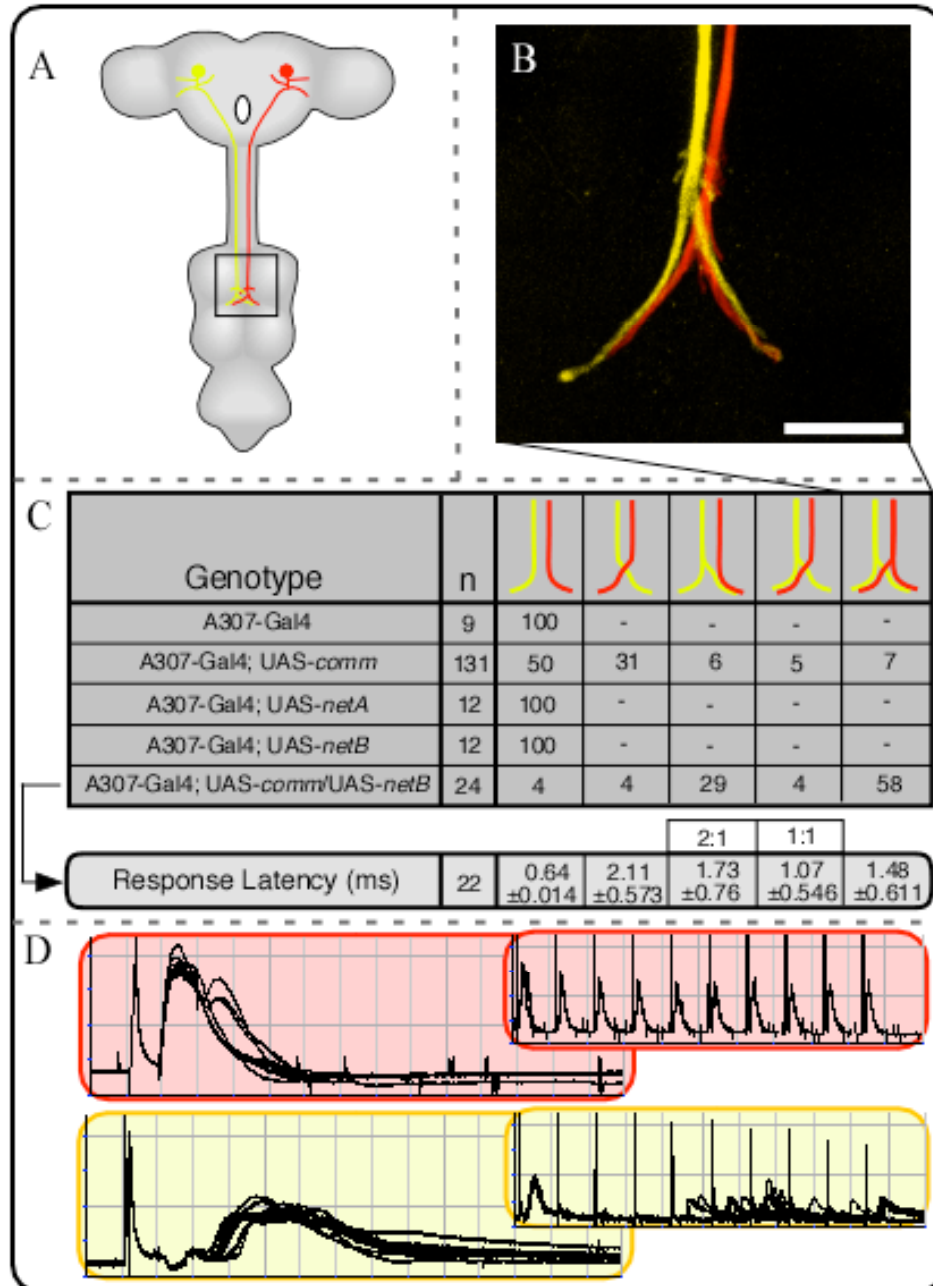 A
B
C
Genotype n
A307-Gal4 9 100 - - - -
A307-Gal4; UAS-comm 131 50 31 6 5 7
A307-Gal4; UAS-netA 12 100 - - - -
A307-Gal4; UAS-netB 12 100 - - - -
A307-Gal4; UAS-comm/UAS-netB 24 4 4 29 4 58
2:1 1:1
Response Latency (ms) 22 0.64 2.11 1.73 1.07 1.48
±0.014 ±0.573 ±0.76 ±0.546 ±0.611
D